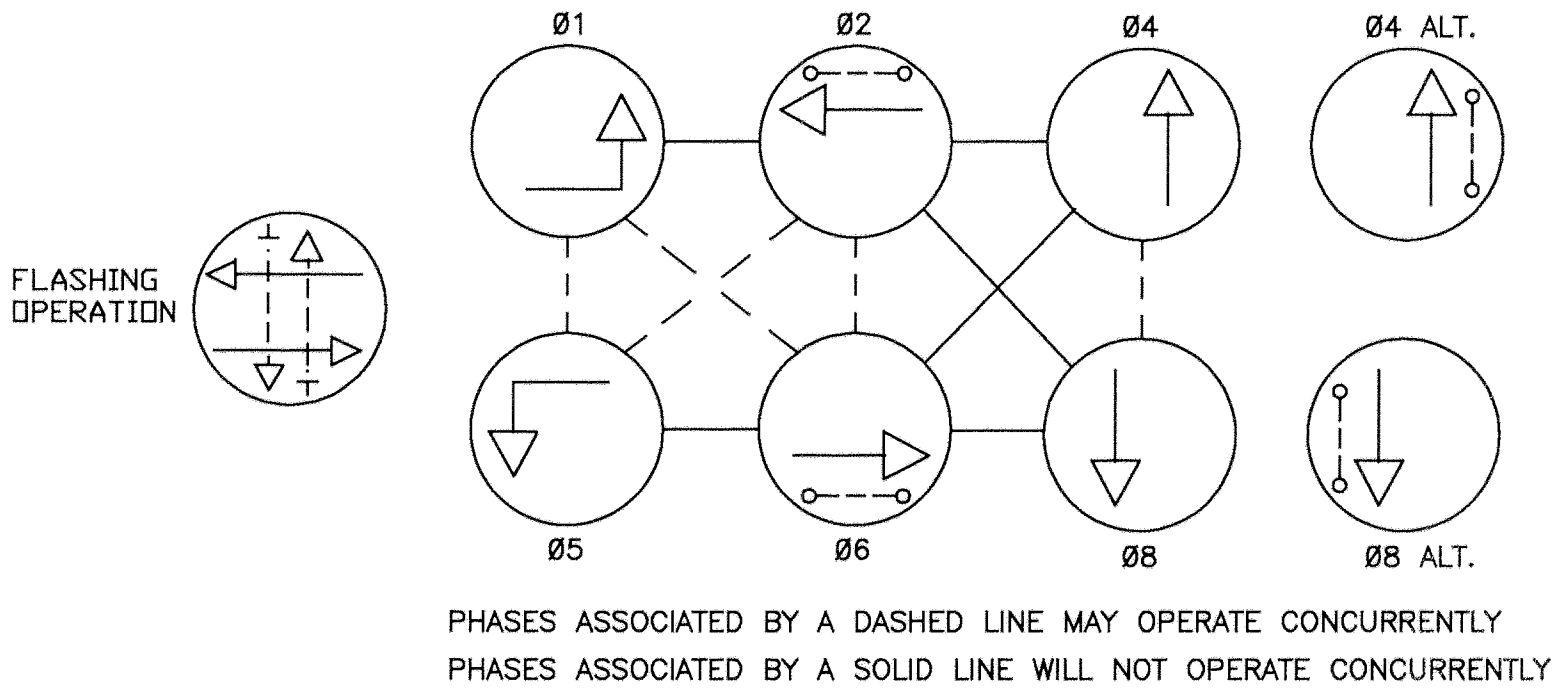 Ø1
Ø2
Ø4
Ø4 ALT.
FLASHING
OPERATION
Ø5
Ø6
Ø8
Ø8 ALT.
PHASES ASSOCIATED BY A DASHED LINE MAY OPERATE CONCURRENTLY
PHASES ASSOCIATED BY A SOLID LINE WILL NOT OPERATE CONCURRENTLY